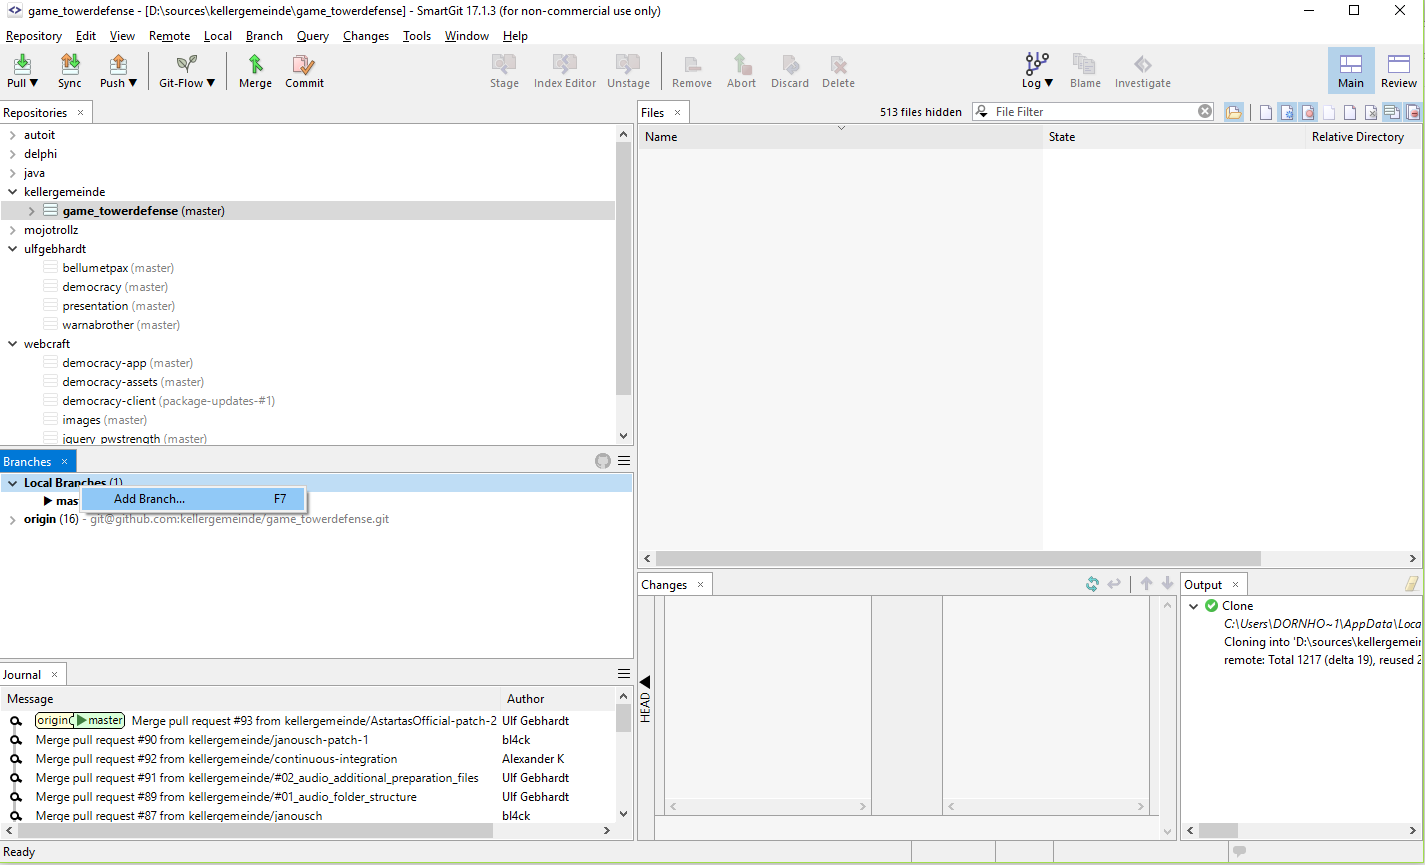 game_towerdefense - [D:\sources\kellergemeinde\game_towerdefense] - SmartGit 17.1.3 (for non-commercial use only)
Repository Edit View Remote Local Branch Query Changes Tools Window Help
Pull ▼ Sync Push ▼ Git-Flow ▼ Merge Commit Stage Index Editor Unstage Remove Abort Discard Delete Log ▼ Blame Investigate Main Review
Repositories
autoit
delphi
java
kellergemeinde
game_towerdefense (master)
mojotrollz
ulfgebhardt
bellumetpax (master)
democracy (master)
presentation (master)
warnabrother (master)
webcraft
democracy-app (master)
democracy-assets (master)
democracy-client (package-updates-#1)
images (master)
jquery_pwstrength (master)
Files
513 files hidden
File Filter
Name State Relative Directory
Branches
Local Branches (1)
mas
Add Branch... F7
origin (16) - git@github.com:kellergemeinde/game_towerdefense.git
Journal
Message Author
origin master Merge pull request #93 from kellergemeinde/AstartasOfficial-patch-2 Ulf Gebhardt
Merge pull request #90 from kellergemeinde/janousch-patch-1 bl4ck
Merge pull request #92 from kellergemeinde/continuous-integration Alexander K
Merge pull request #91 from kellergemeinde/#02_audio_additional_preparation_files Ulf Gebhardt
Merge pull request #89 from kellergemeinde/#01_audio_folder_structure Ulf Gebhardt
Merge pull request #87 from kellergemeinde/janousch bl4ck
Changes
HEAD
Output
Clone
C:\Users\DORNHO~1\AppData\Loca
Cloning into 'D:\sources\kellergemein
remote: Total 1217 (delta 19), reused 2
Ready